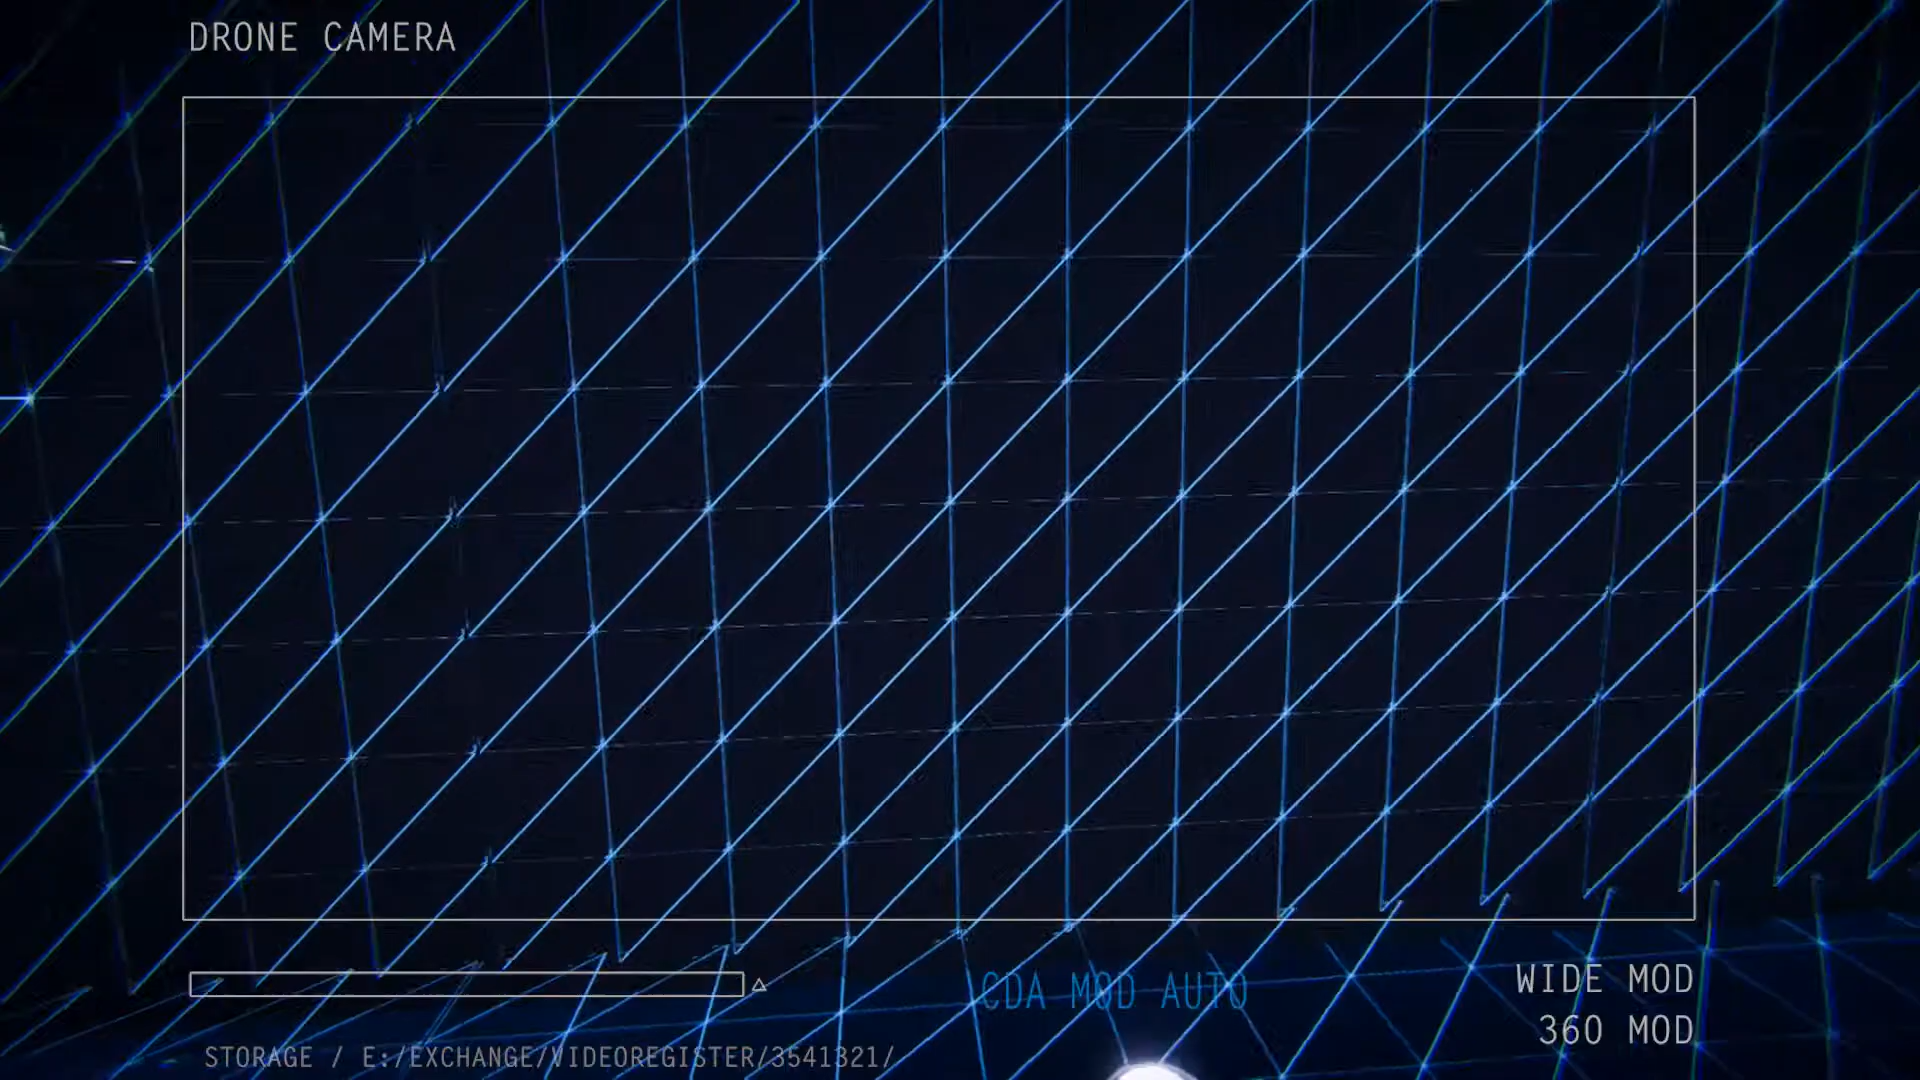 DRONE CAMERA
CDA MOD AUTO
WIDE MOD
360 MOD
STORAGE / E:/EXCHANGE/VIDEOREGISTER/3541321/